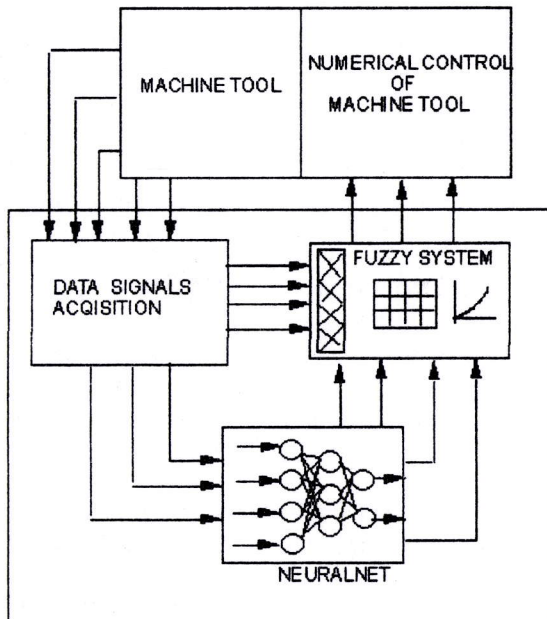 MACHINE TOOL
NUMERICAL CONTROL
OF
MACHINE TOOL
DATA SIGNALS
ACQISITION
FUZZY SYSTEM
NEURALNET